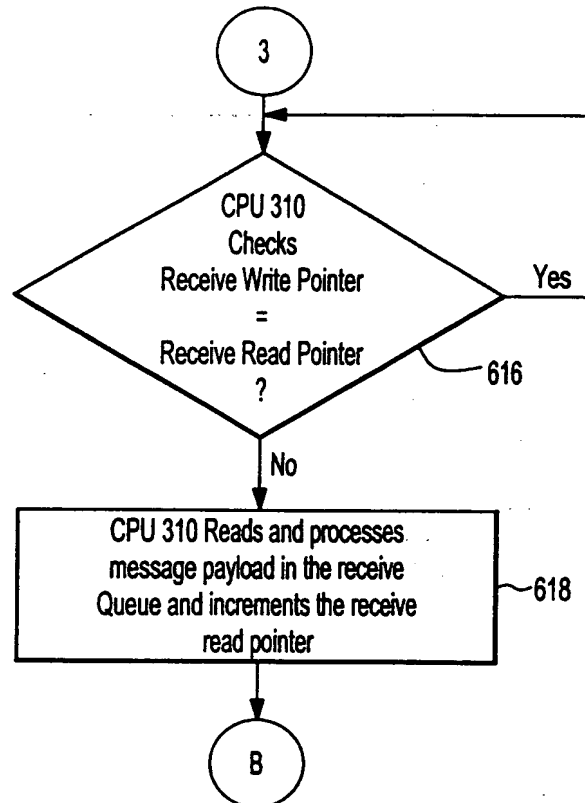 3
CPU 310
Checks
Receive Write Pointer
=
Receive Read Pointer
?
Yes
616
No
CPU 310 Reads and processes
message payload in the receive
Queue and increments the receive
read pointer
618
B